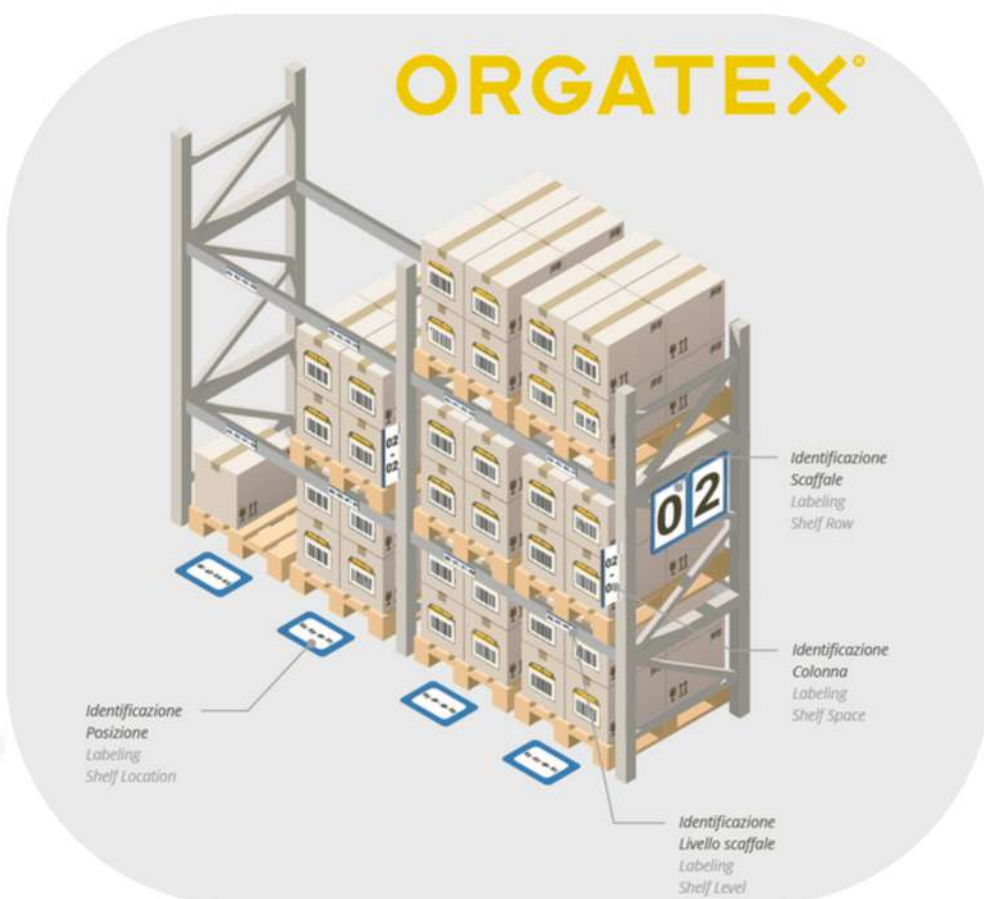 ORGATEX®
02
-
02
Identificazione
Scaffale
Labeling
Shelf Row
02
02
-
Identificazione
Colonna
Labeling
Shelf Space
Identificazione
Posizione
Labeling
Shelf Location
Identificazione
Livello scaffale
Labeling
Shelf Level